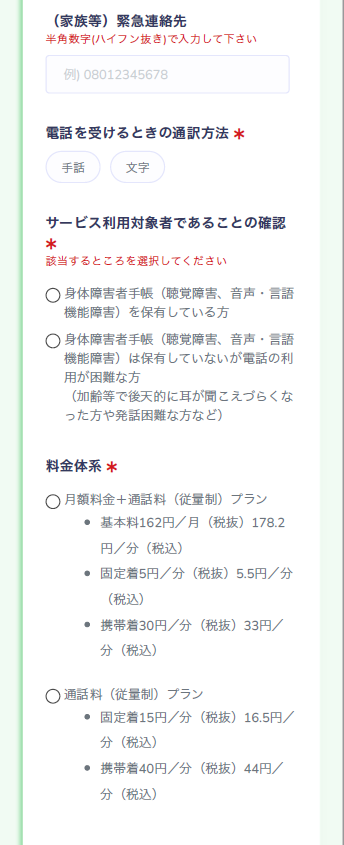 （家族等）緊急連絡先
半角数字(ハイフン抜き)で入力して下さい
例) 08012345678
電話を受けるときの通訳方法 *
手話 文字
サービス利用対象者であることの確認
*
該当するところを選択してください
身体障害者手帳（聴覚障害、音声・言語
機能障害）を保有している方
身体障害者手帳（聴覚障害、音声・言語
機能障害）は保有していないが電話の利
用が困難な方
（加齢等で後天的に耳が聞こえづらくな
った方や発話困難な方など）
料金体系 *
月額料金＋通話料（従量制）プラン
• 基本料162円／月（税抜）178.2
円／分（税込）
• 固定着5円／分（税抜）5.5円／分
（税込）
• 携帯着30円／分（税抜）33円／
分（税込）
通話料（従量制）プラン
• 固定着15円／分（税抜）16.5円／
分（税込）
• 携帯着40円／分（税抜）44円／
分（税込）